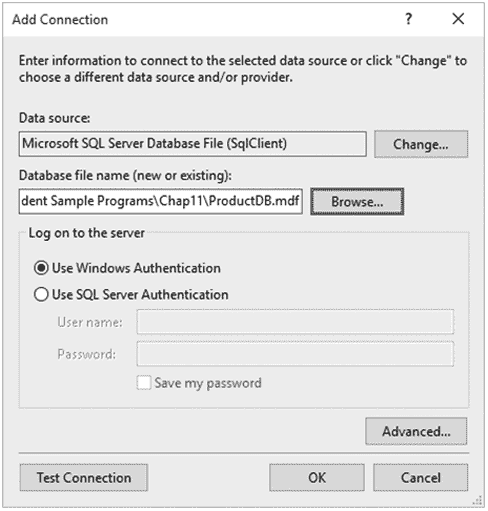 Add Connection
?
Enter information to connect to the selected data source or click "Change" to
choose a different data source and/or provider.
Data source:
Microsoft SQL Server Database File (SqlClient)
Change...
Database file name (new or existing):
dent Sample Programs\Chap11\ProductDB.mdf
Browse...
Log on to the server
Use Windows Authentication
Use SQL Server Authentication
User name:
Password:
Save my password
Advanced...
Test Connection
OK
Cancel